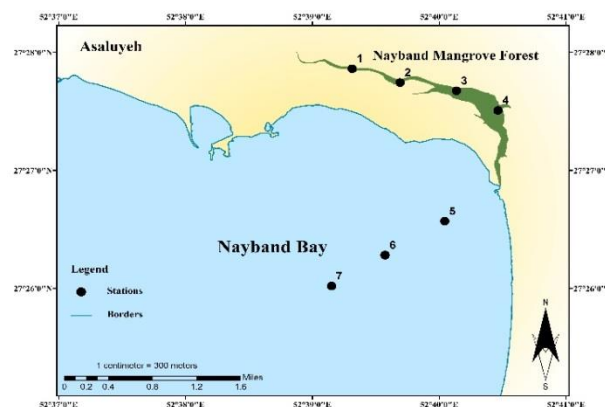 52°37'0"E 52°38'0"E 52°39'0"E 52°40'0"E 52°41'0"E
27°28'0"N 27°28'0"N
Asaluyeh
Nayband Mangrove Forest
1
2
3
4
27°27'0"N 27°27'0"N
5
6
7
Nayband Bay
27°26'0"N 27°26'0"N
Legend
Stations
Borders
1 centimeter = 300 meters
Miles
0 0.2 0.4 0.8 1.2 1.6
N
S
52°37'0"E 52°38'0"E 52°39'0"E 52°40'0"E 52°41'0"E